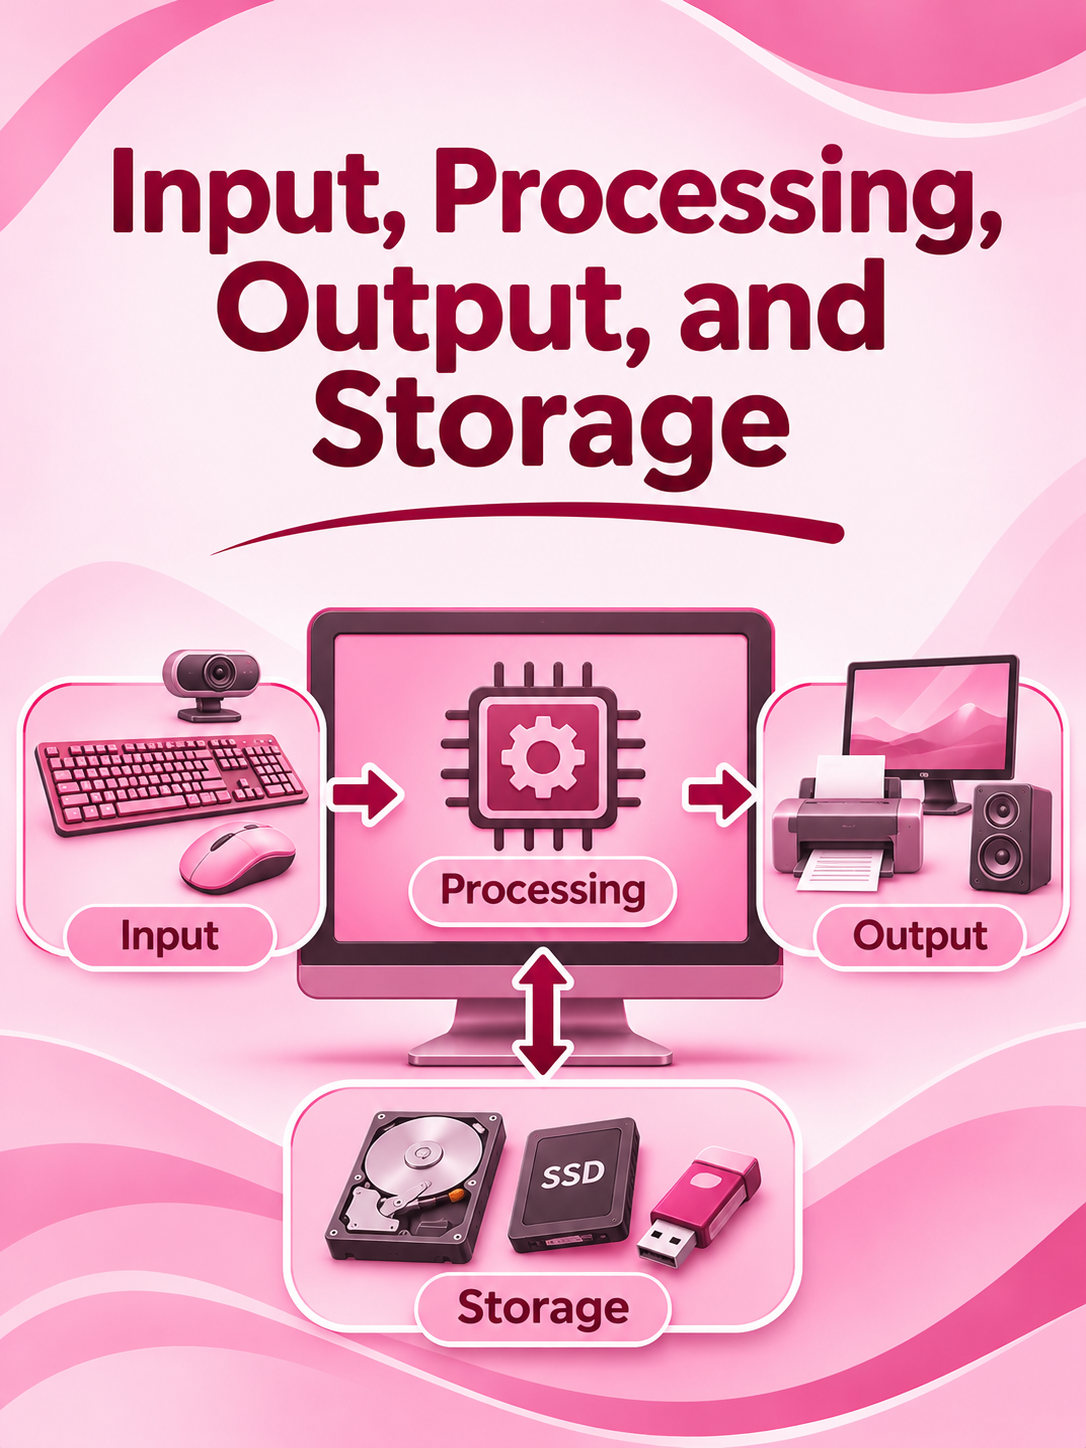 Input, Processing,
Output, and
Storage
Processing
Input
Output
SSD
Storage